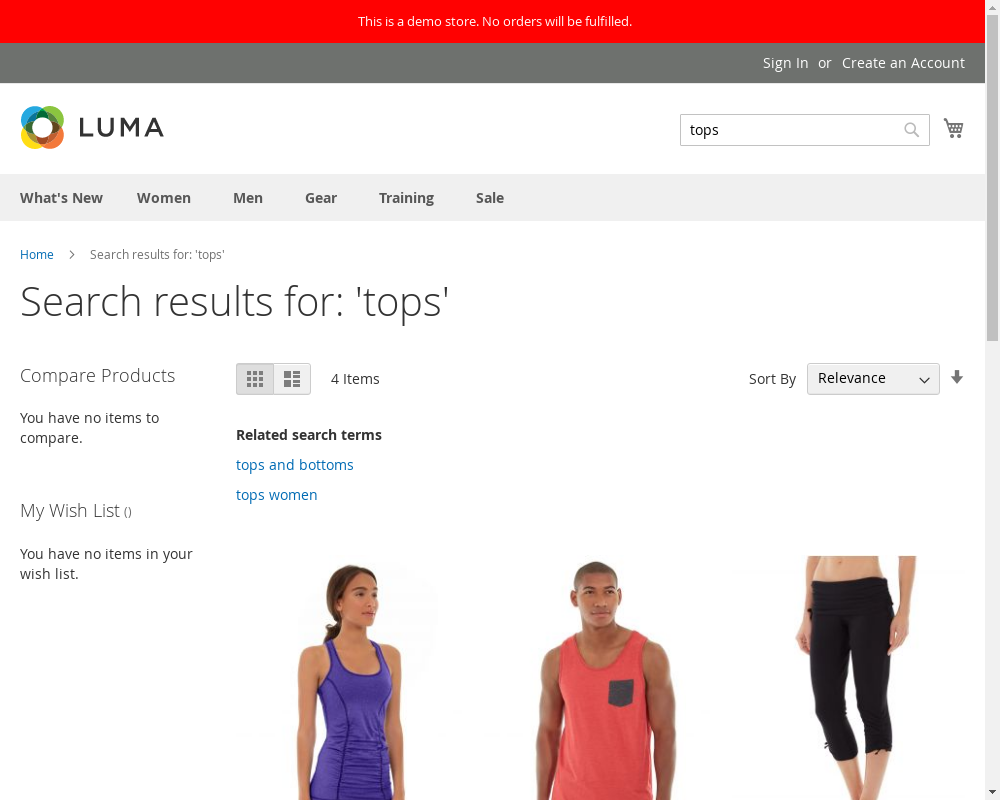 This is a demo store. No orders will be fulfilled.
Sign In or Create an Account
LUMA
tops
What's New Women Men Gear Training Sale
Home Search results for: 'tops'
Search results for: 'tops'
Compare Products
You have no items to
compare.
My Wish List ()
You have no items in your
wish list.
4 Items
Sort By Relevance
Related search terms
tops and bottoms
tops women